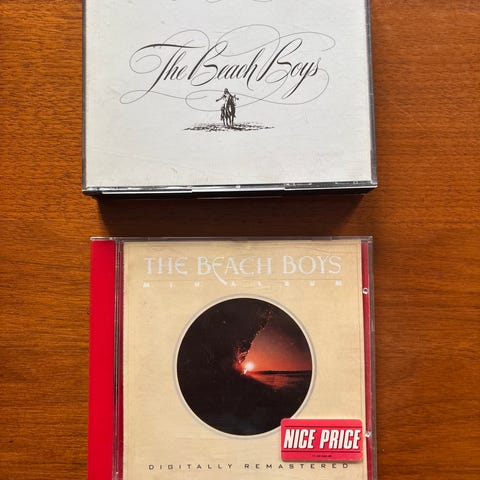 The Beach Boys
THE BEACH BOYS
M.I.U. ALBUM
NICE PRICE
DIGITALLY REMASTERED